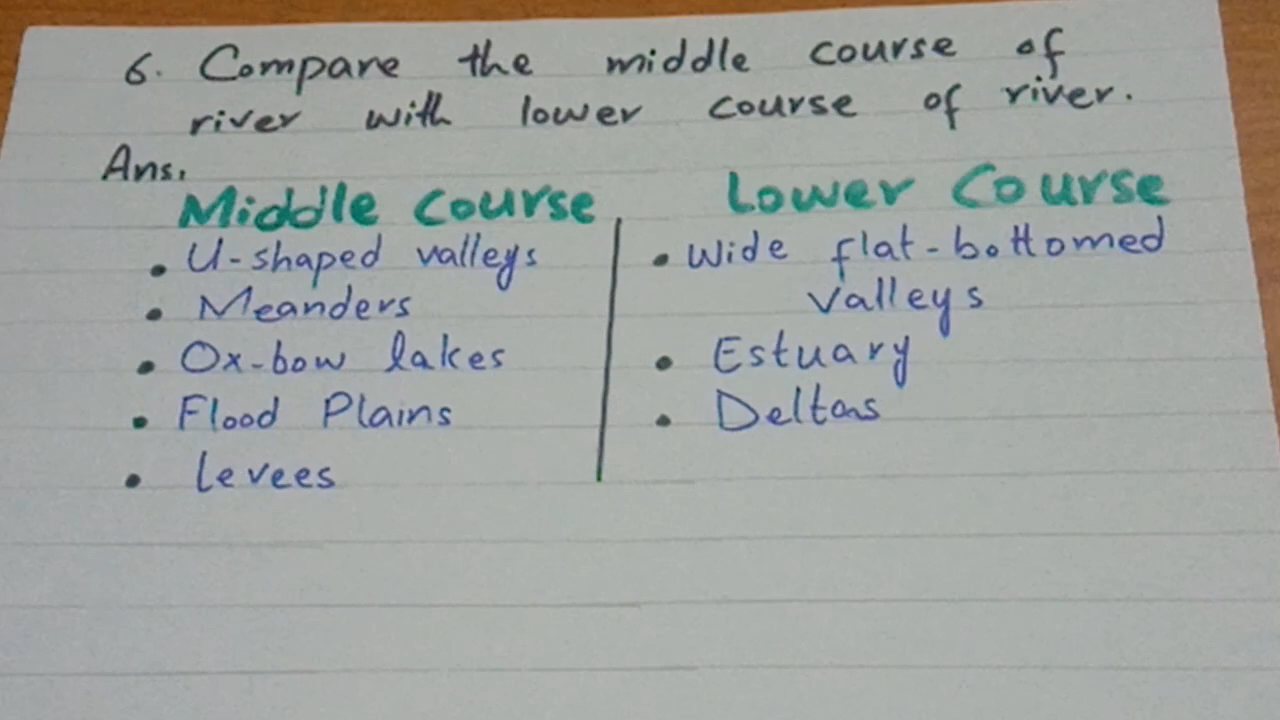 6. Compare the middle course of
river with lower course of river.
Ans.
Middle Course
• U-shaped valleys
• Meanders
• Ox-bow lakes
• Flood Plains
• Levees
Lower Course
• Wide flat-bottomed
valleys
• Estuary
• Deltas